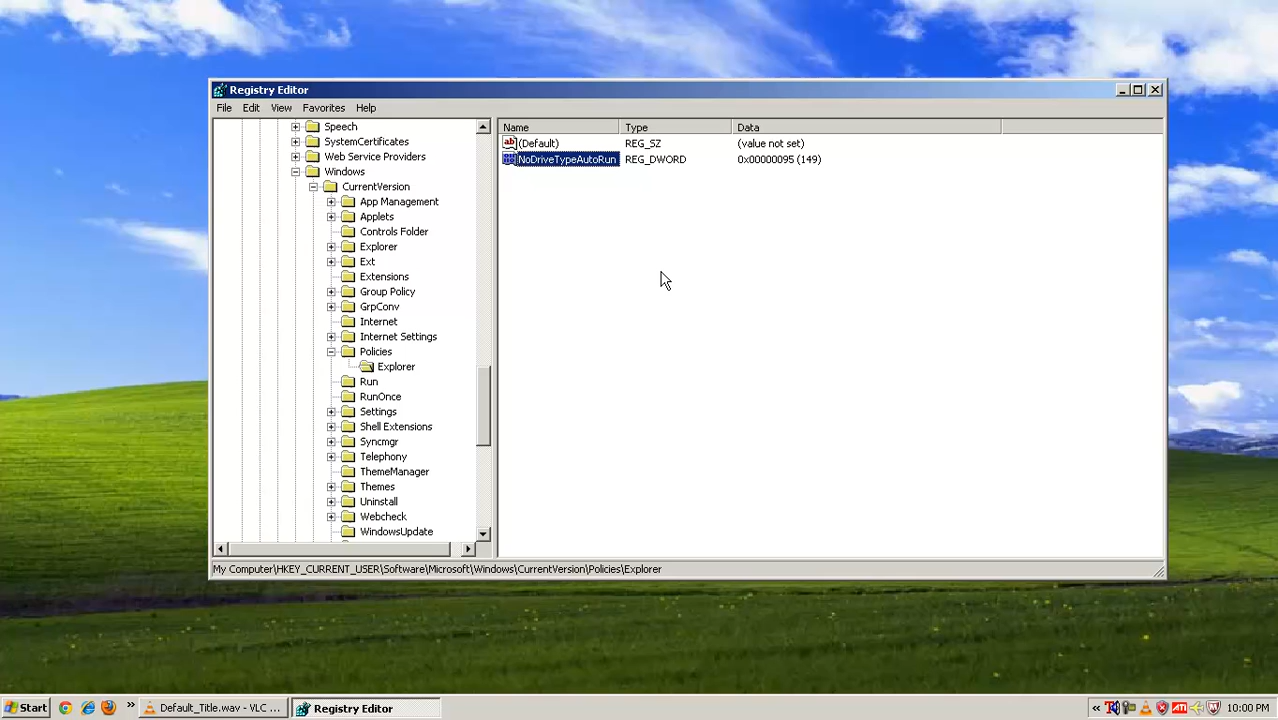 Registry Editor
File Edit View Favorites Help
Speech
SystemCertificates
Web Service Providers
Windows
CurrentVersion
App Management
Applets
Controls Folder
Explorer
Ext
Extensions
Group Policy
GrpConv
Internet
Internet Settings
Policies
Explorer
Run
RunOnce
Settings
Shell Extensions
Syncmgr
Telephony
ThemeManager
Themes
Uninstall
Webcheck
WindowsUpdate
Name Type Data
ab (Default) REG_SZ (value not set)
NoDriveTypeAutoRun REG_DWORD 0x00000095 (149)
My Computer\HKEY_CURRENT_USER\Software\Microsoft\Windows\CurrentVersion\Policies\Explorer
Start » Default_Title.wav - VLC ... Registry Editor « ATI 10:00 PM